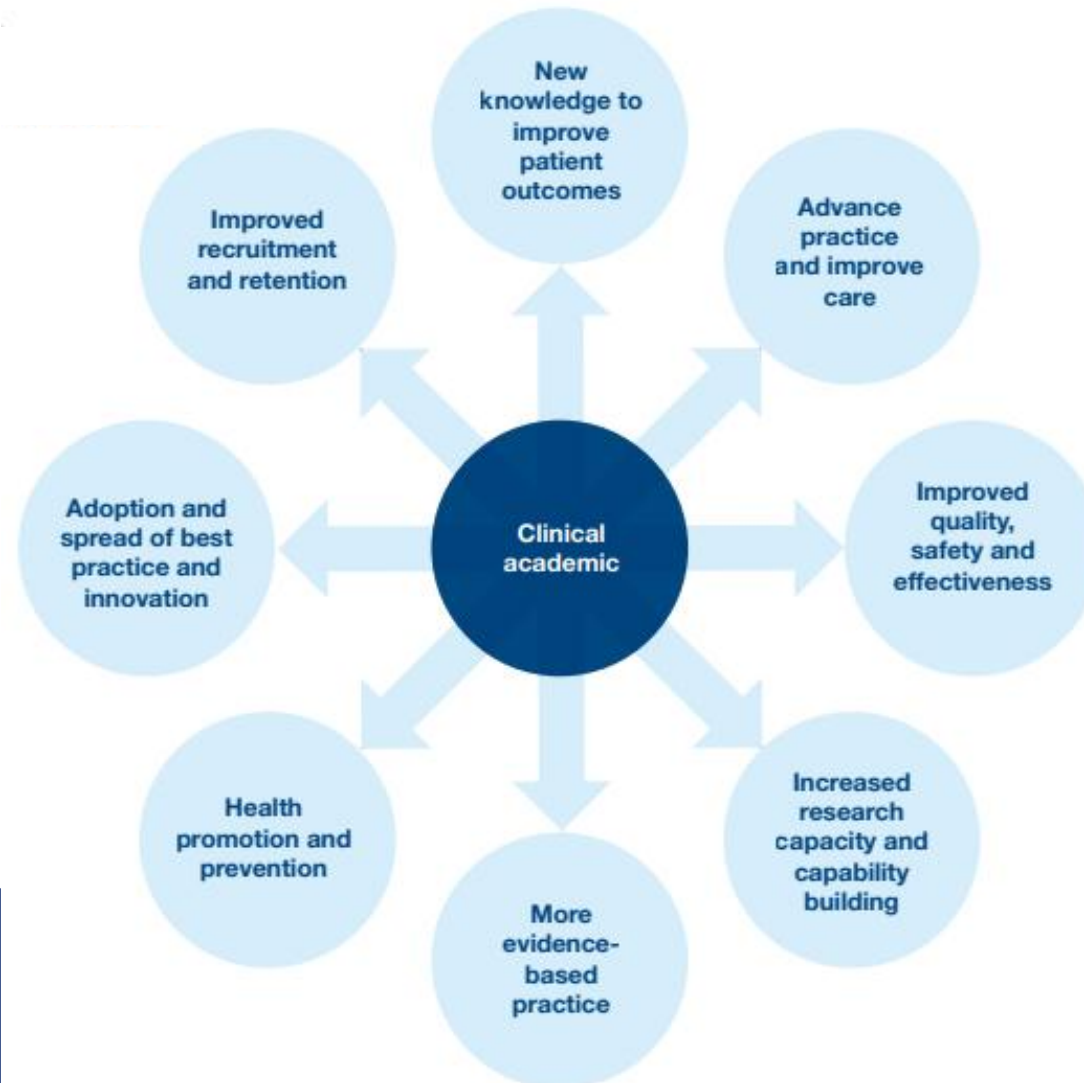 New
knowledge to
improve
patient
outcomes
Advance
practice
and improve
care
Improved
quality,
safety and
effectiveness
Increased
research
capacity and
capability
building
More
evidence-
based
practice
Health
promotion and
prevention
Adoption and
spread of best
practice and
innovation
Improved
recruitment
and retention
Clinical
academic